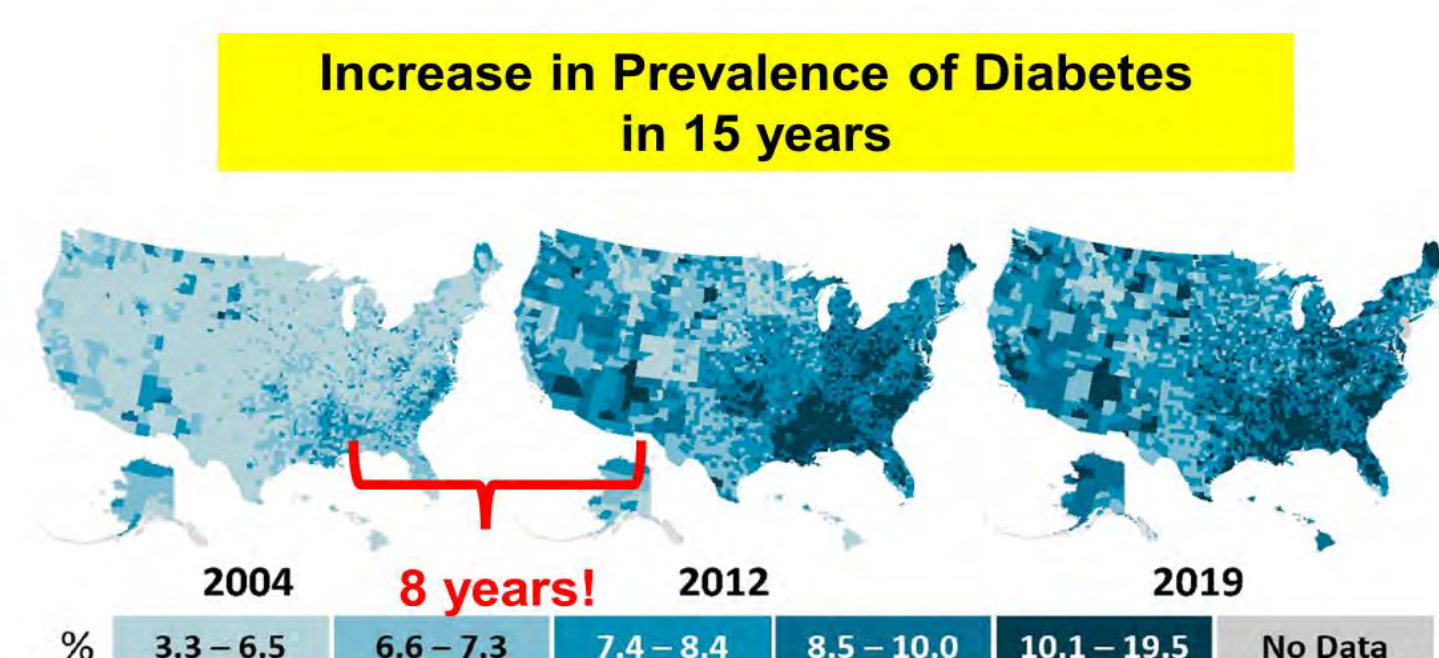 Increase in Prevalence of Diabetes
in 15 years
2004 8 years! 2012 2019
% 3.3 – 6.5 6.6 – 7.3 7.4 – 8.4 8.5 – 10.0 10.1 – 19.5 No Data